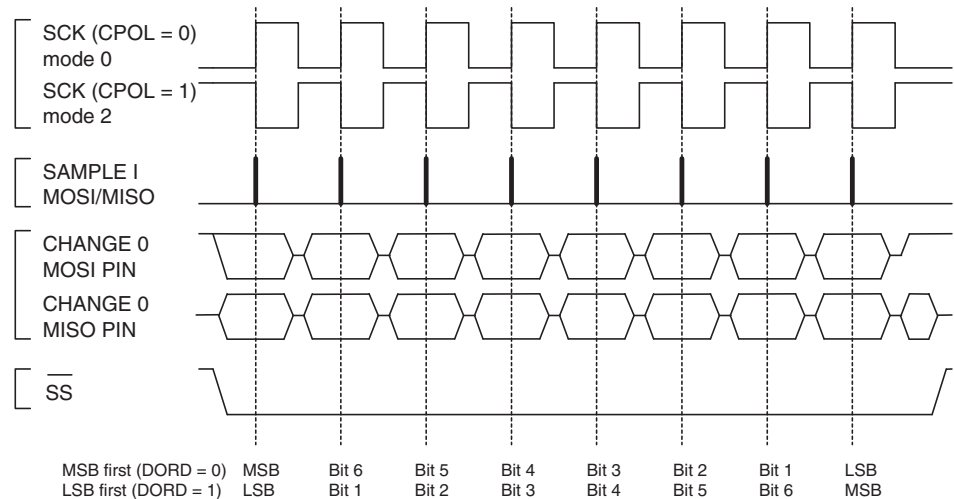 SCK (CPOL = 0)
mode 0
SCK (CPOL = 1)
mode 2
SAMPLE I
MOSI/MISO
CHANGE 0
MOSI PIN
CHANGE 0
MISO PIN
SS
MSB first (DORD = 0) MSB Bit 6 Bit 5 Bit 4 Bit 3 Bit 2 Bit 1 LSB
LSB first (DORD = 1) LSB Bit 1 Bit 2 Bit 3 Bit 4 Bit 5 Bit 6 MSB